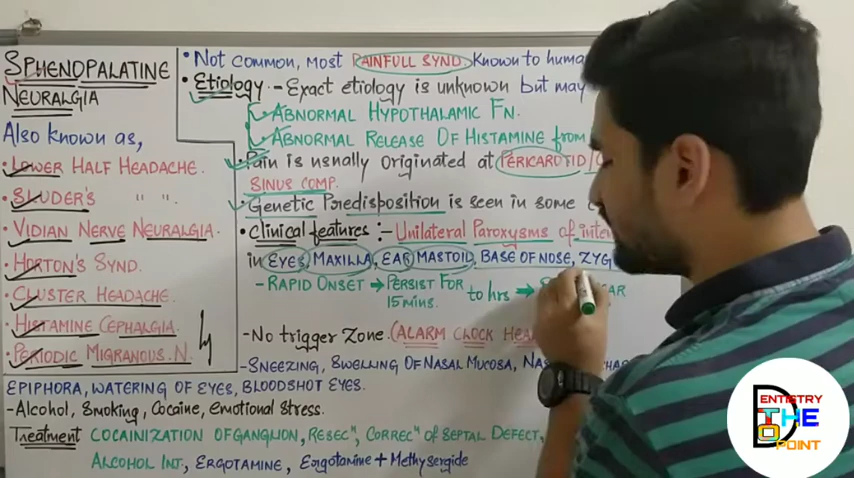 SPHENOPALATINE
NEURALGIA
Also known as,
• LOWER HALF HEADACHE.
• SLUDER'S " ".
• VIDIAN NERVE NEURALGIA.
• HORTON'S SYND.
• CLUSTER HEADACHE.
• HISTAMINE CEPHALGIA.
• PERIODIC MIGRANOUS. N.
• Not common, most PAINFULL SYND. Known to huma
• Etiology - Exact etiology is unknown but may
• ABNORMAL HYPOTHALAMIC FN.
• ABNORMAL RELEASE OF HISTAMINE from
• Pain is usually originated at PERICAROTID/
SINUS COMP.
• Genetic Predisposition is seen in some
• Clinical features :- Unilateral Paroxysms of inte
in EYES, MAXILLA, EAR MASTOID, BASE OF NOSE, ZYG
- RAPID ONSET → PERSIST FOR
15 mins. to hrs →
- No trigger Zone. (ALARM CLOCK HEA
- SNEEZING, SWELLING OF NASAL MUCOSA, NAS HAR
EPIPHORA, WATERING OF EYES, BLOODSHOT EYES.
- Alcohol, Smoking, Cocaine, emotional Stress.
Treatment COCAINIZATION OF GANGLION, RESECⁿ, CORRECⁿ OF SEPTAL DEFECT,
ALCOHOL INJ, ERGOTAMINE, Ergotamine + Methysergide
DENTISTRY
THE
POINT